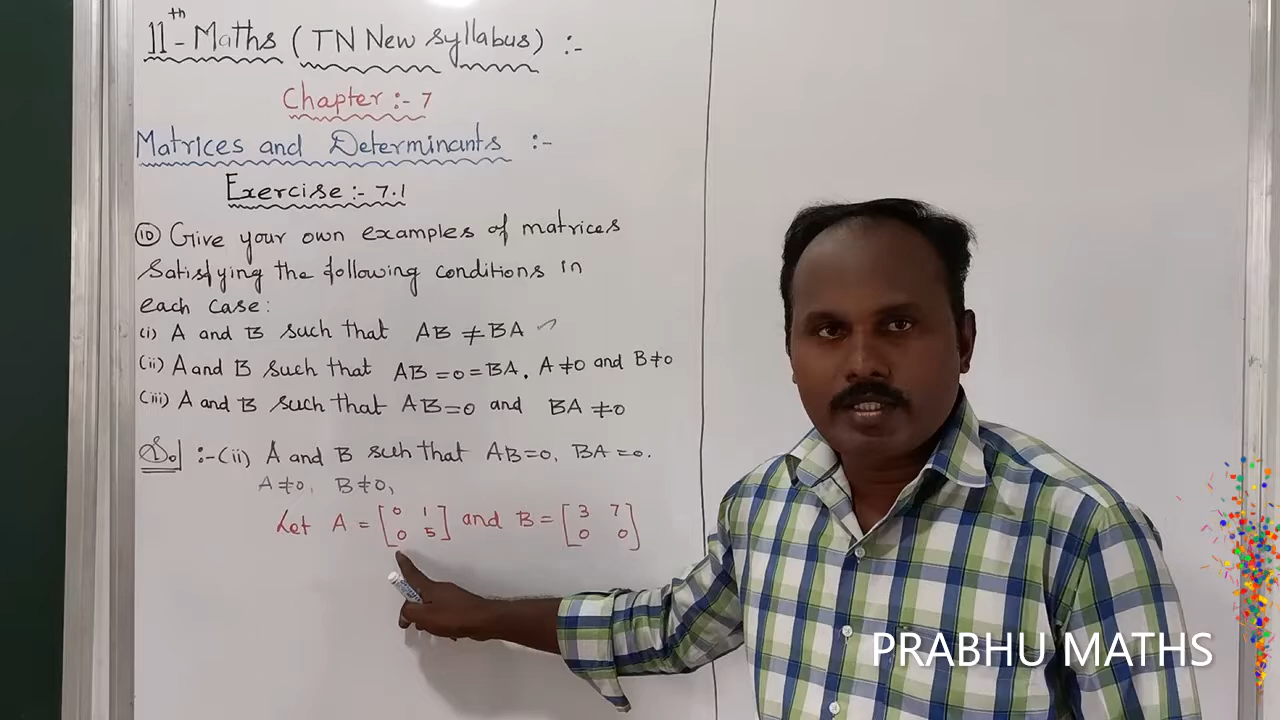 11th - Maths (TN New Syllabus) :-
Chapter :- 7
Matrices and Determinants :-
Exercise :- 7.1
(10) Give your own examples of matrices
Satisfying the following conditions in
each case:
(i) A and B such that AB ≠ BA ✓
(ii) A and B such that AB = 0 = BA, A ≠ 0 and B ≠ 0
(iii) A and B such that AB = 0 and BA ≠ 0
Sol :- (ii) A and B such that AB = 0, BA = 0.
A ≠ 0, B ≠ 0,
Let A = [0 1; 0 5] and B = [3 7; 0 0]
PRABHU MATHS